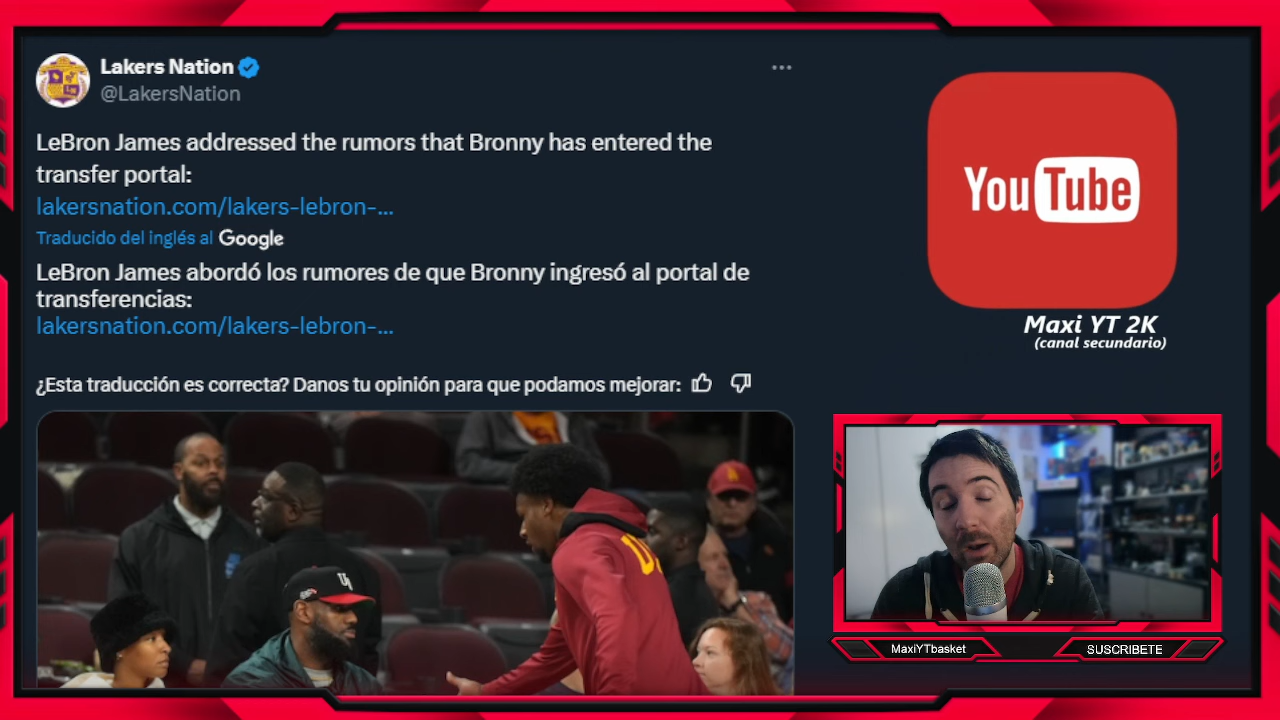 Lakers Nation
@LakersNation
LeBron James addressed the rumors that Bronny has entered the
transfer portal:
lakersnation.com/lakers-lebron-...
Traducido del inglés al Google
LeBron James abordó los rumores de que Bronny ingresó al portal de
transferencias:
lakersnation.com/lakers-lebron-...
¿Esta traducción es correcta? Danos tu opinión para que podamos mejorar:
YouTube
Maxi YT 2K
(canal secundario)
MaxiYTbasket
SUSCRIBETE